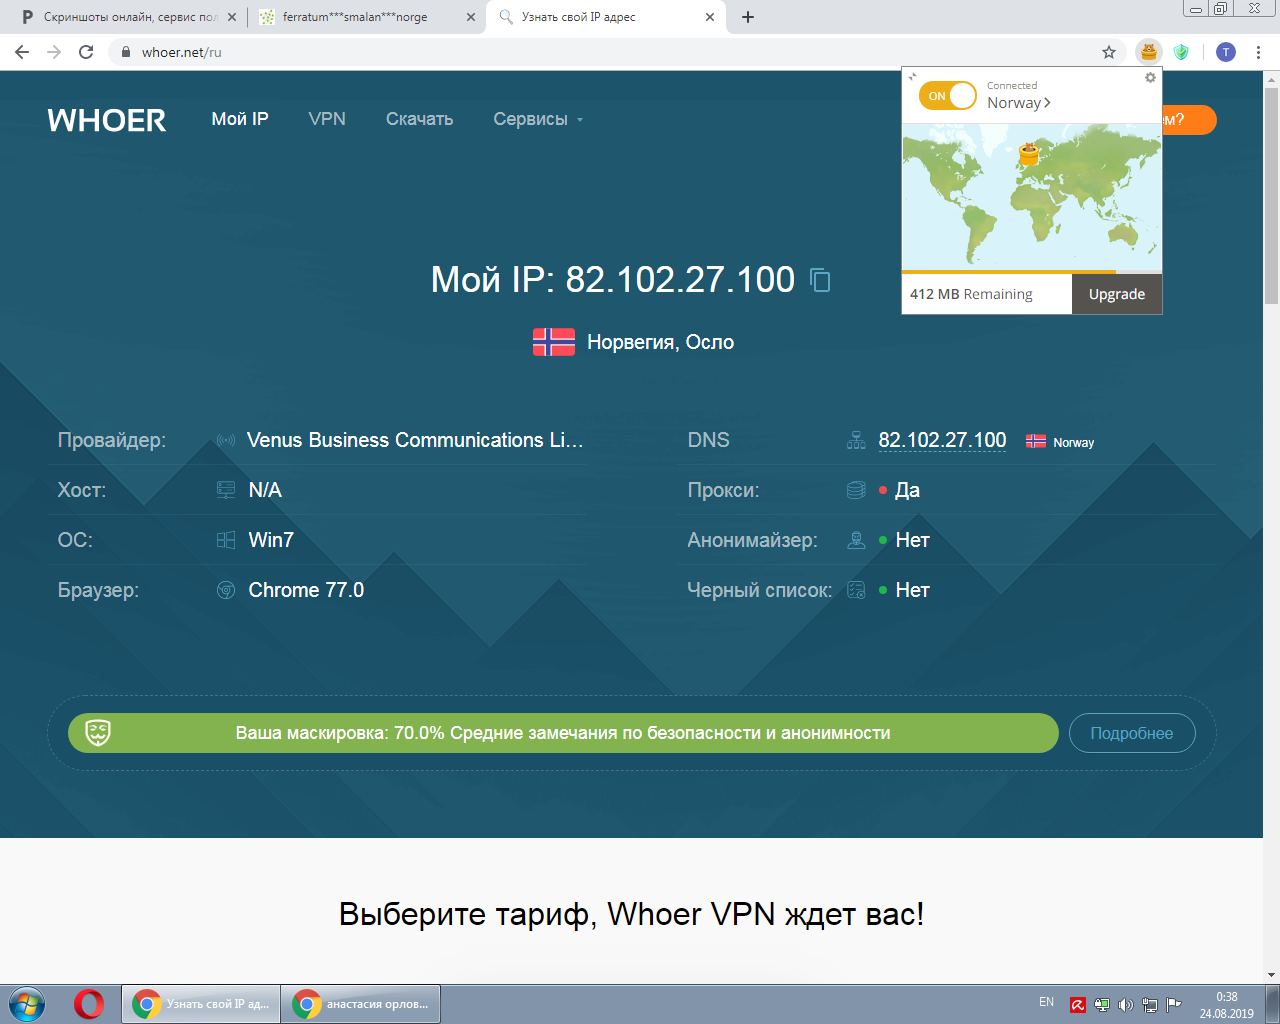 Скриншоты онлайн, сервис пол
ferratum***smalan***norge
Узнать свой IP адрес
whoer.net/ru
T
WHOER
Мой IP
VPN
Скачать
Сервисы
ем?
ON
Connected
Norway
412 MB Remaining
Upgrade
Мой IP: 82.102.27.100
Норвегия, Осло
Провайдер:
Venus Business Communications Li...
Хост:
N/A
ОС:
Win7
Браузер:
Chrome 77.0
DNS
82.102.27.100
Norway
Прокси:
Да
Анонимайзер:
Нет
Черный список:
Нет
Ваша маскировка: 70.0% Средние замечания по безопасности и анонимности
Подробнее
Выберите тариф, Whoer VPN ждет вас!
Узнать свой IP ад...
анастасия орлов...
EN
0:38
24.08.2019